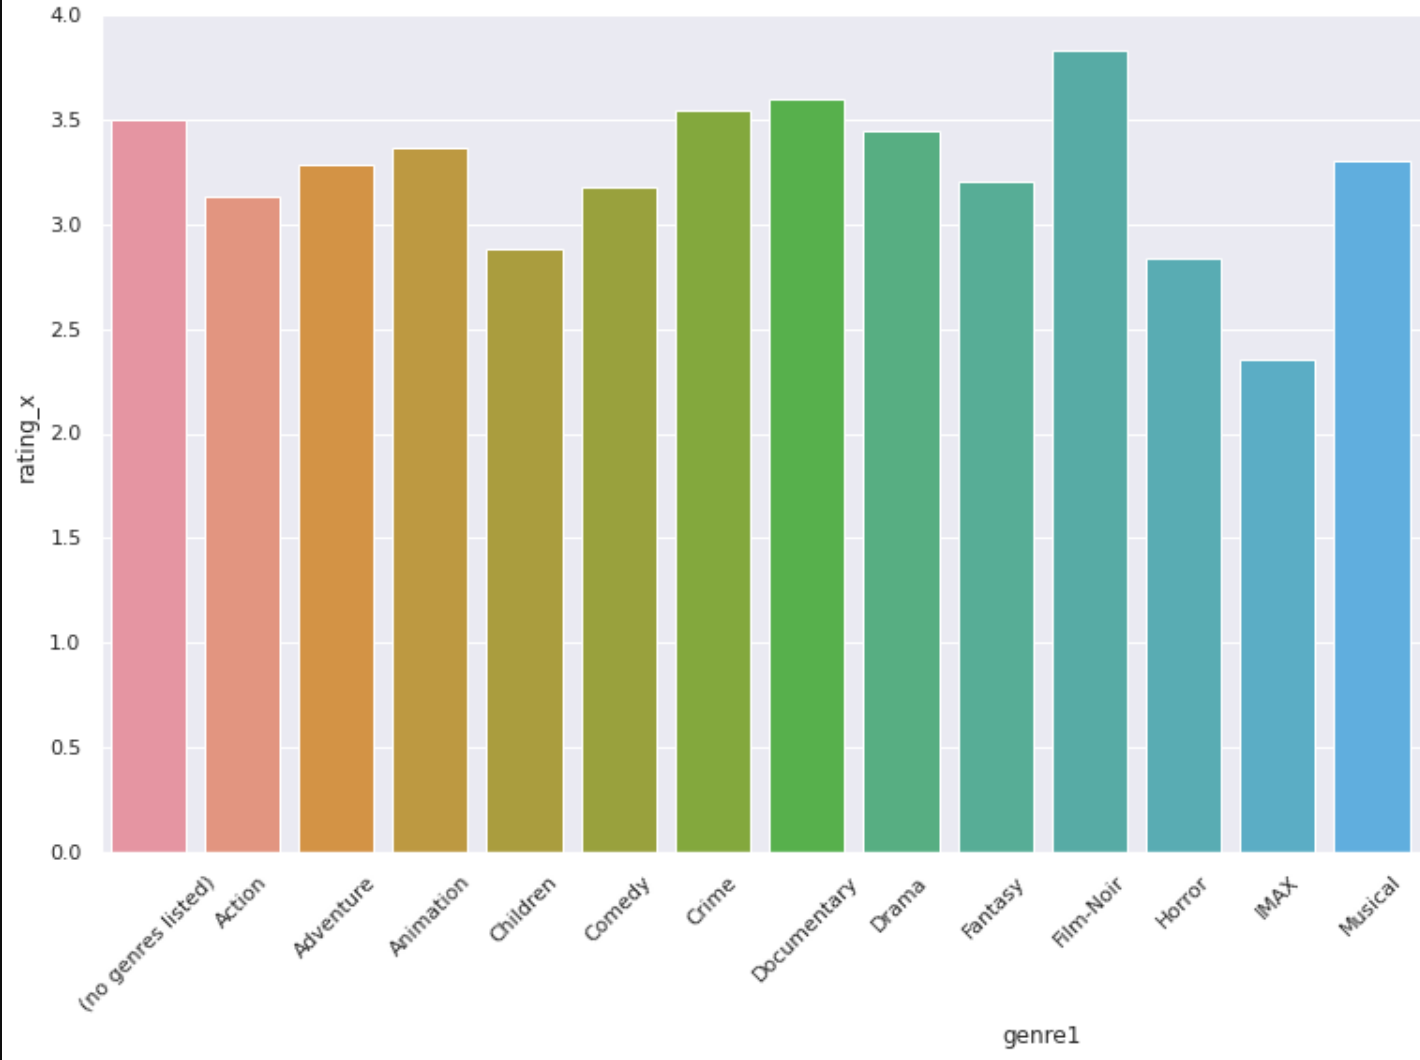 4.0
3.5
3.0
2.5
2.0
1.5
1.0
0.5
0.0
rating_x
(no genres listed)
Action
Adventure
Animation
Children
Comedy
Crime
Documentary
Drama
Fantasy
Film-Noir
Horror
IMAX
Musical
genre1